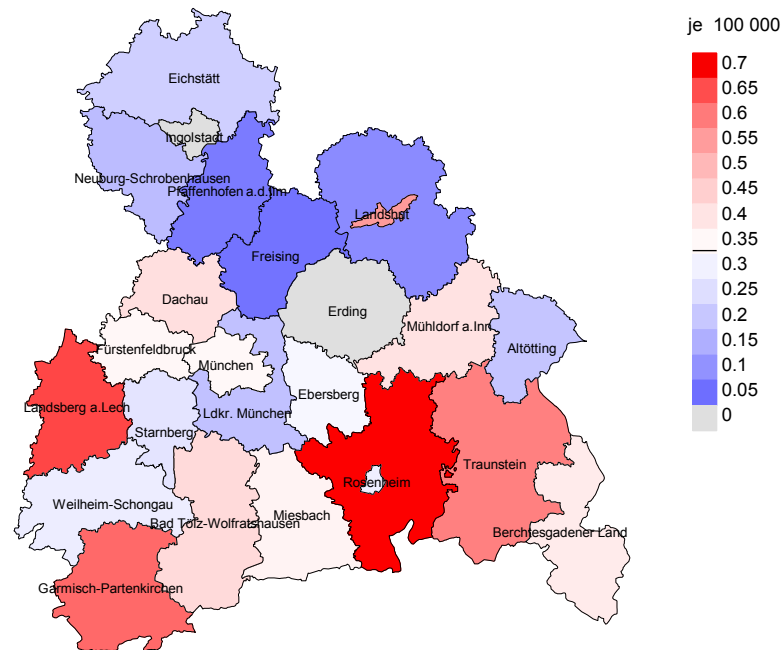 je 100 000
0.7
0.65
0.6
0.55
0.5
0.45
0.4
0.35
0.3
0.25
0.2
0.15
0.1
0.05
0
Eichstätt
Ingolstadt
Neuburg-Schrobenhausen
Pfaffenhofen a.d.Ilm
Landshut
Freising
Dachau
Erding
Mühldorf a.Inn
Fürstenfeldbruck
München
Altötting
Ebersberg
Landsberg a.Lech
Ldkr. München
Starnberg
Traunstein
Rosenheim
Weilheim-Schongau
Miesbach
Bad Tölz-Wolfratshausen
Berchtesgadener Land
Garmisch-Partenkirchen